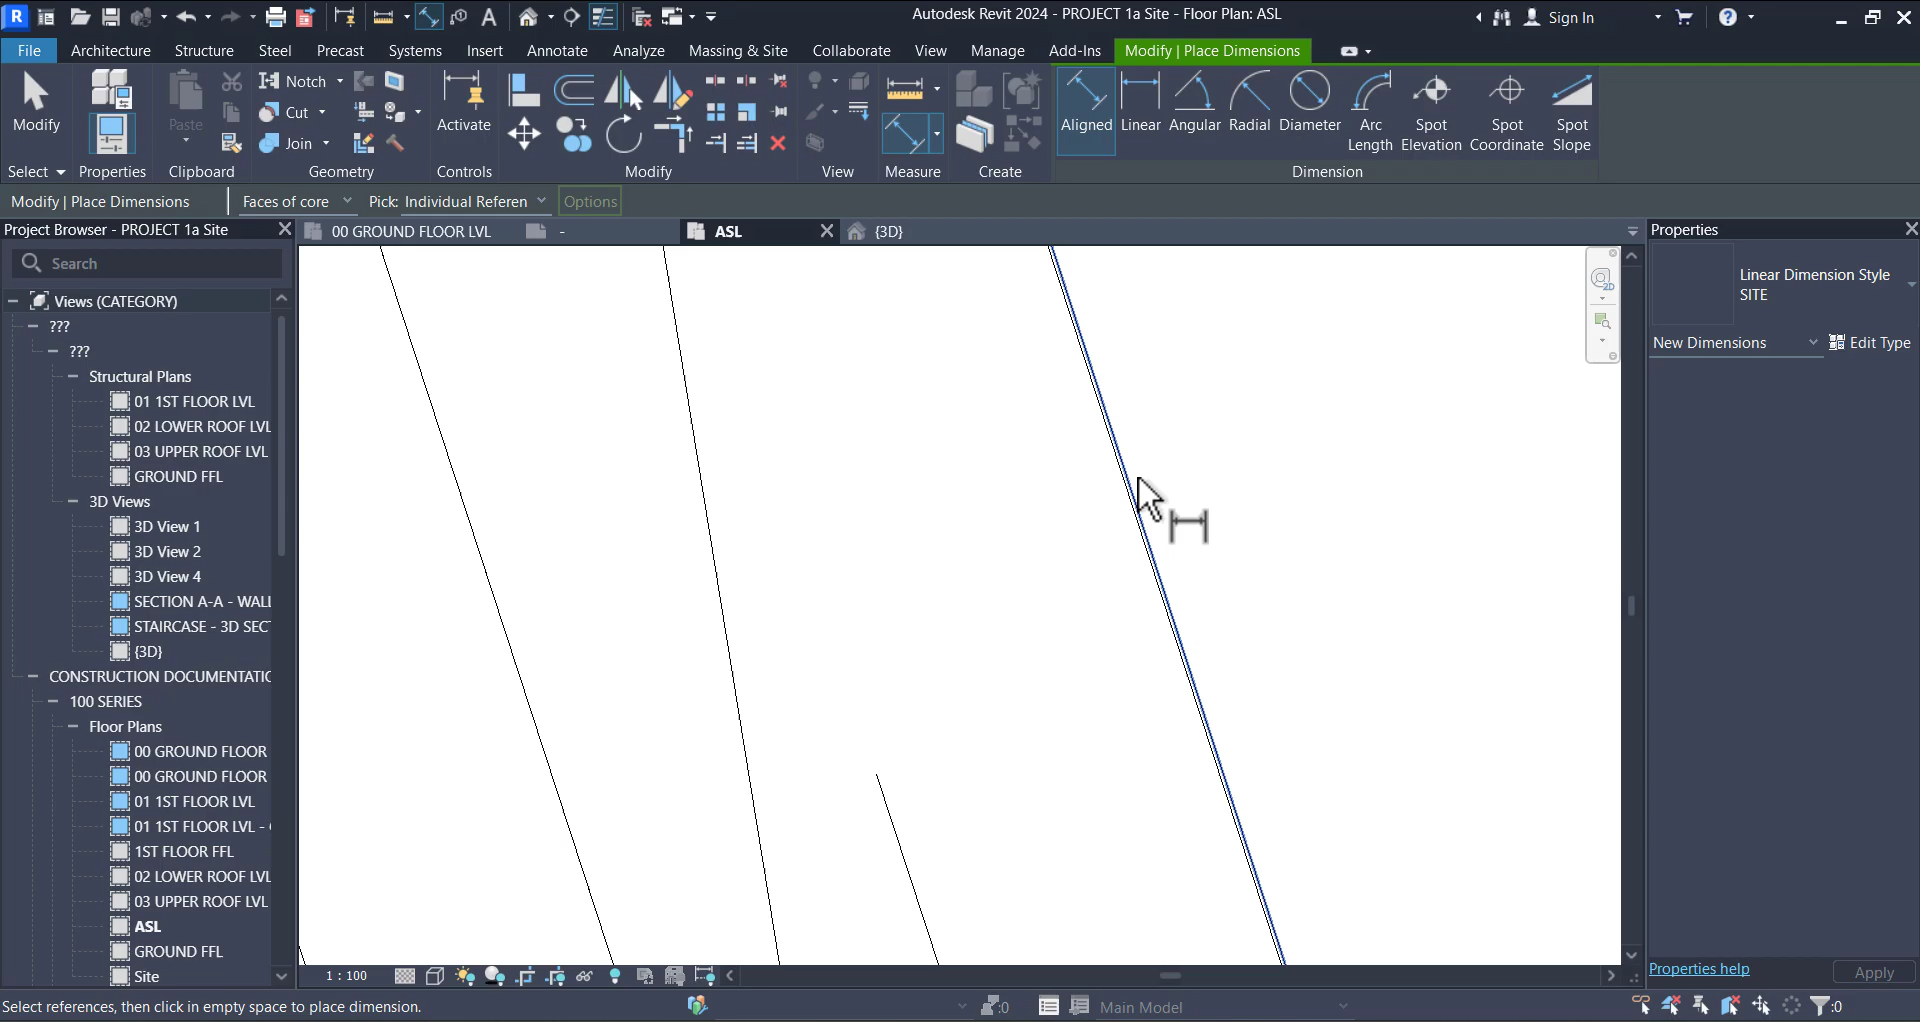 Autodesk Revit 2024 - PROJECT 1a Site - Floor Plan: ASL
Sign In
File Architecture Structure Steel Precast Systems Insert Annotate Analyze Massing & Site Collaborate View Manage Add-Ins Modify | Place Dimensions
Modify
Paste
Notch
Cut
Join
Activate
Aligned Linear Angular Radial Diameter Arc Length Spot Elevation Spot Coordinate Spot Slope
Select Properties Clipboard Geometry Controls Modify View Measure Create Dimension
Modify | Place Dimensions Faces of core Pick: Individual Referen Options
Project Browser - PROJECT 1a Site
00 GROUND FLOOR LVL - ASL {3D}
Search
Views (CATEGORY)
???
???
Structural Plans
01 1ST FLOOR LVL
02 LOWER ROOF LVL
03 UPPER ROOF LVL
GROUND FFL
3D Views
3D View 1
3D View 2
3D View 4
SECTION A-A - WALL
STAIRCASE - 3D SECT
{3D}
CONSTRUCTION DOCUMENTATIO
100 SERIES
Floor Plans
00 GROUND FLOOR
00 GROUND FLOOR
01 1ST FLOOR LVL
01 1ST FLOOR LVL -
1ST FLOOR FFL
02 LOWER ROOF LVL
03 UPPER ROOF LVL
ASL
GROUND FFL
Site
2D
Properties
Linear Dimension Style
SITE
New Dimensions Edit Type
Properties help Apply
1 : 100
Select references, then click in empty space to place dimension.
:0
Main Model
:0